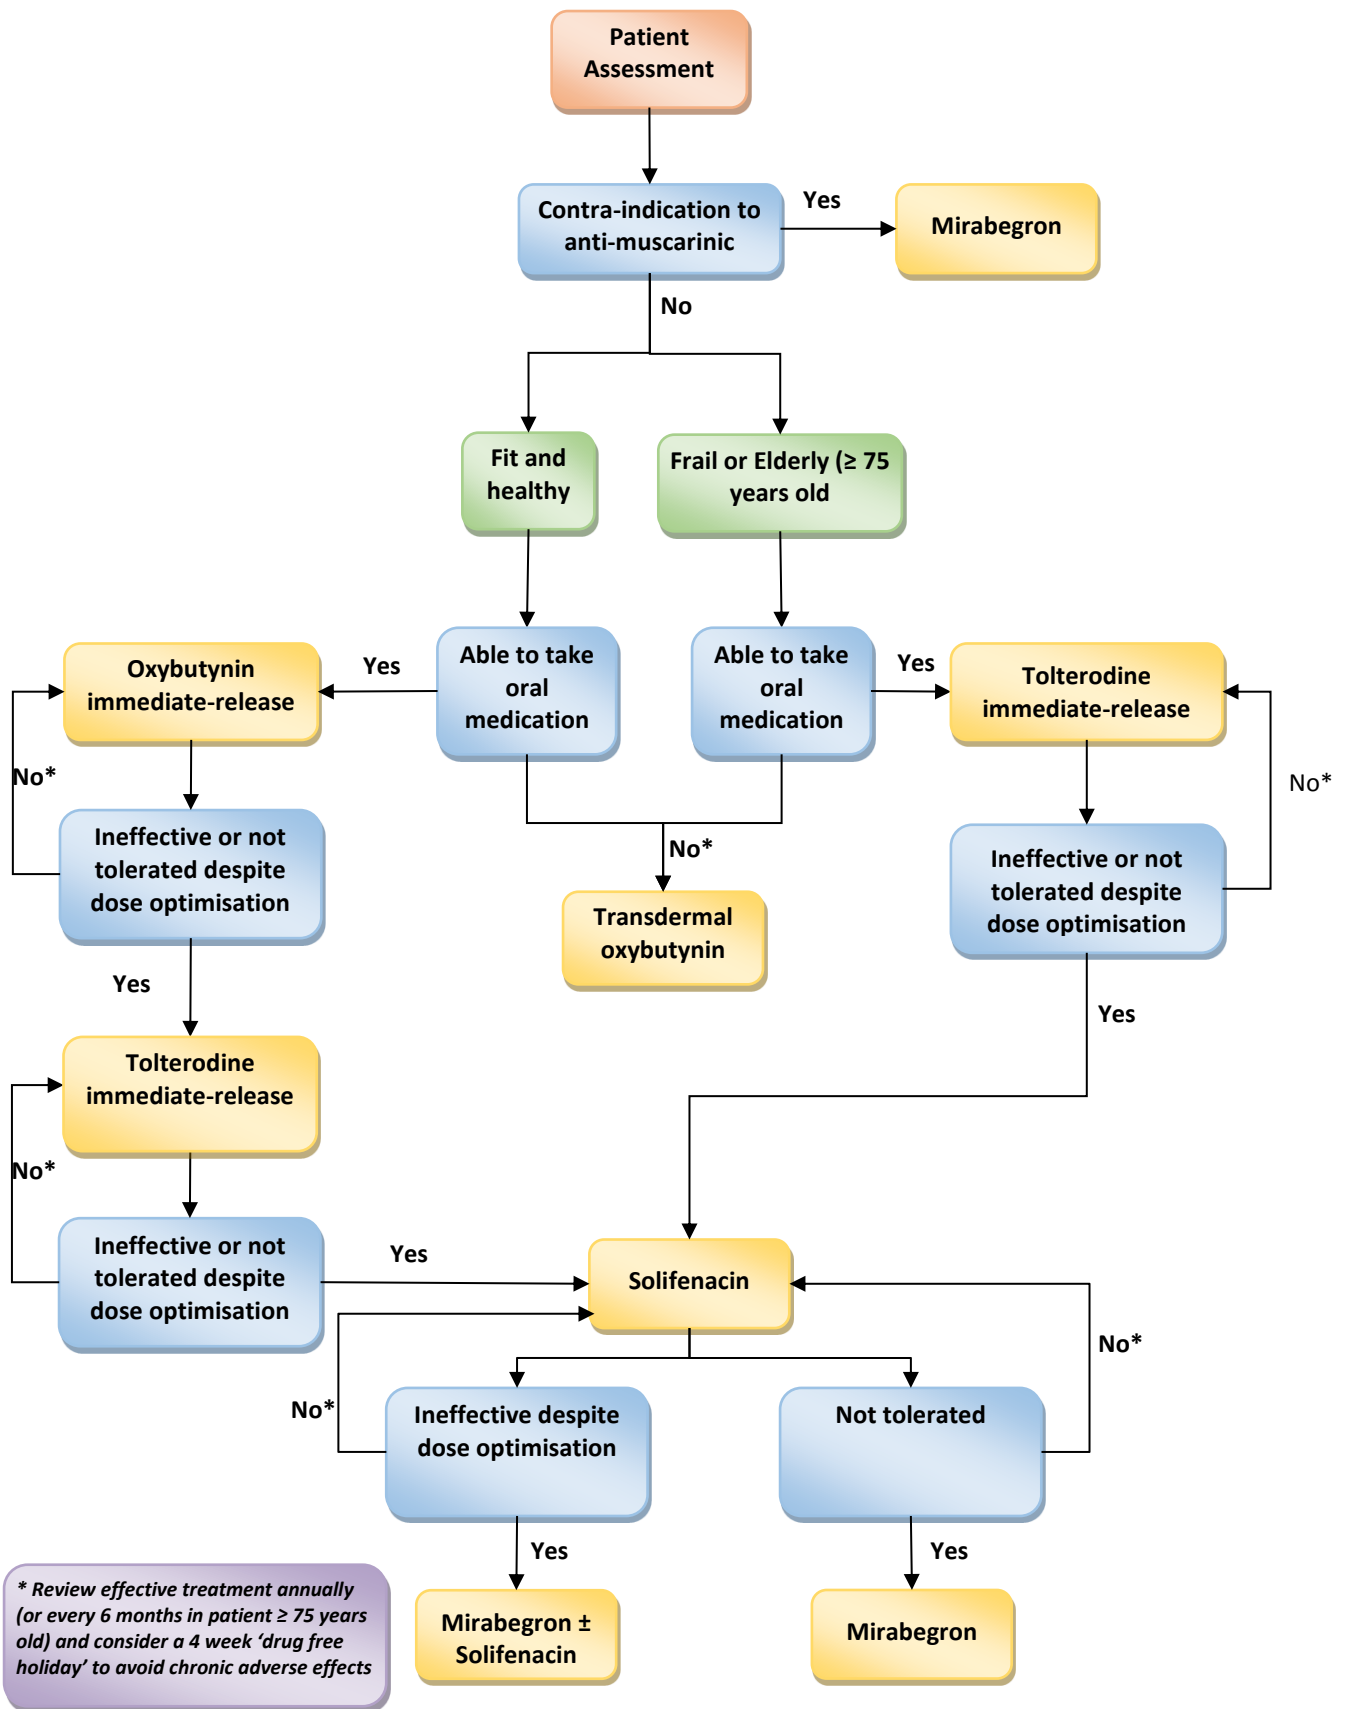 Patient
Assessment
Contra-indication to
anti-muscarinic
Yes
Mirabegron
No
Fit and
healthy
Frail or Elderly (≥ 75
years old
Oxybutynin
immediate-release
Yes
Able to take
oral
medication
Able to take
oral
medication
Yes
Tolterodine
immediate-release
No*
No*
Ineffective or not
tolerated despite
dose optimisation
No*
Transdermal
oxybutynin
Ineffective or not
tolerated despite
dose optimisation
Yes
Yes
Tolterodine
immediate-release
No*
Ineffective or not
tolerated despite
dose optimisation
Yes
Solifenacin
No*
No*
Ineffective despite
dose optimisation
Not tolerated
Yes
Yes
* Review effective treatment annually
(or every 6 months in patient ≥ 75 years
old) and consider a 4 week ‘drug free
holiday’ to avoid chronic adverse effects
Mirabegron ±
Solifenacin
Mirabegron